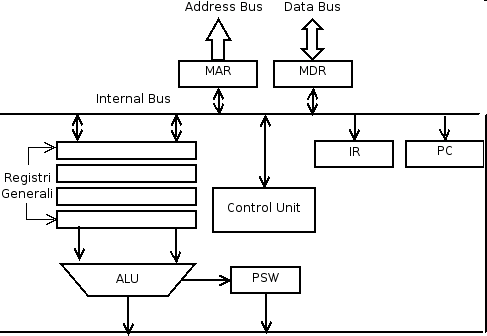 Address Bus
Data Bus
MAR
MDR
Internal Bus
IR
PC
Registri
Generali
Control Unit
ALU
PSW